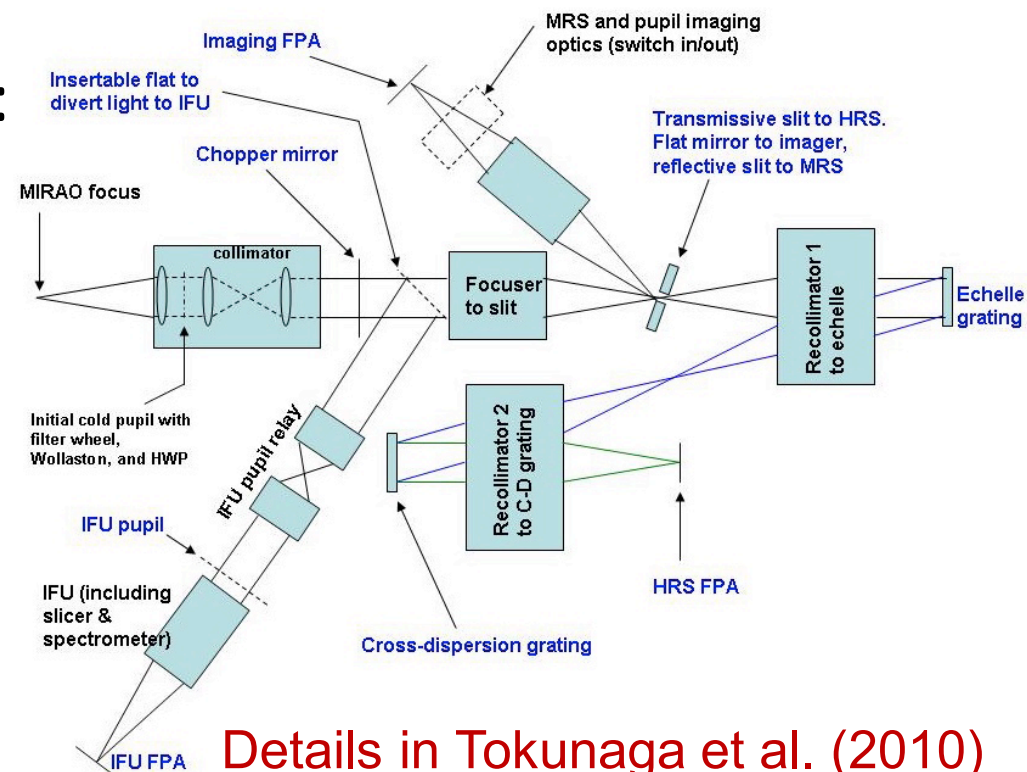 :
MRS and pupil imaging
optics (switch in/out)
Imaging FPA
Insertable flat to
divert light to IFU
Transmissive slit to HRS.
Flat mirror to imager,
reflective slit to MRS
Chopper mirror
MIRAO focus
collimator
Focuser
to slit
Recollimator 1
to echelle
Echelle
grating
Initial cold pupil with
filter wheel,
Wollaston, and HWP
IFU pupil relay
Recollimator 2
to C-D grating
IFU pupil
HRS FPA
IFU (including
slicer &
spectrometer)
Cross-dispersion grating
IFU FPA
Details in Tokunaga et al. (2010)